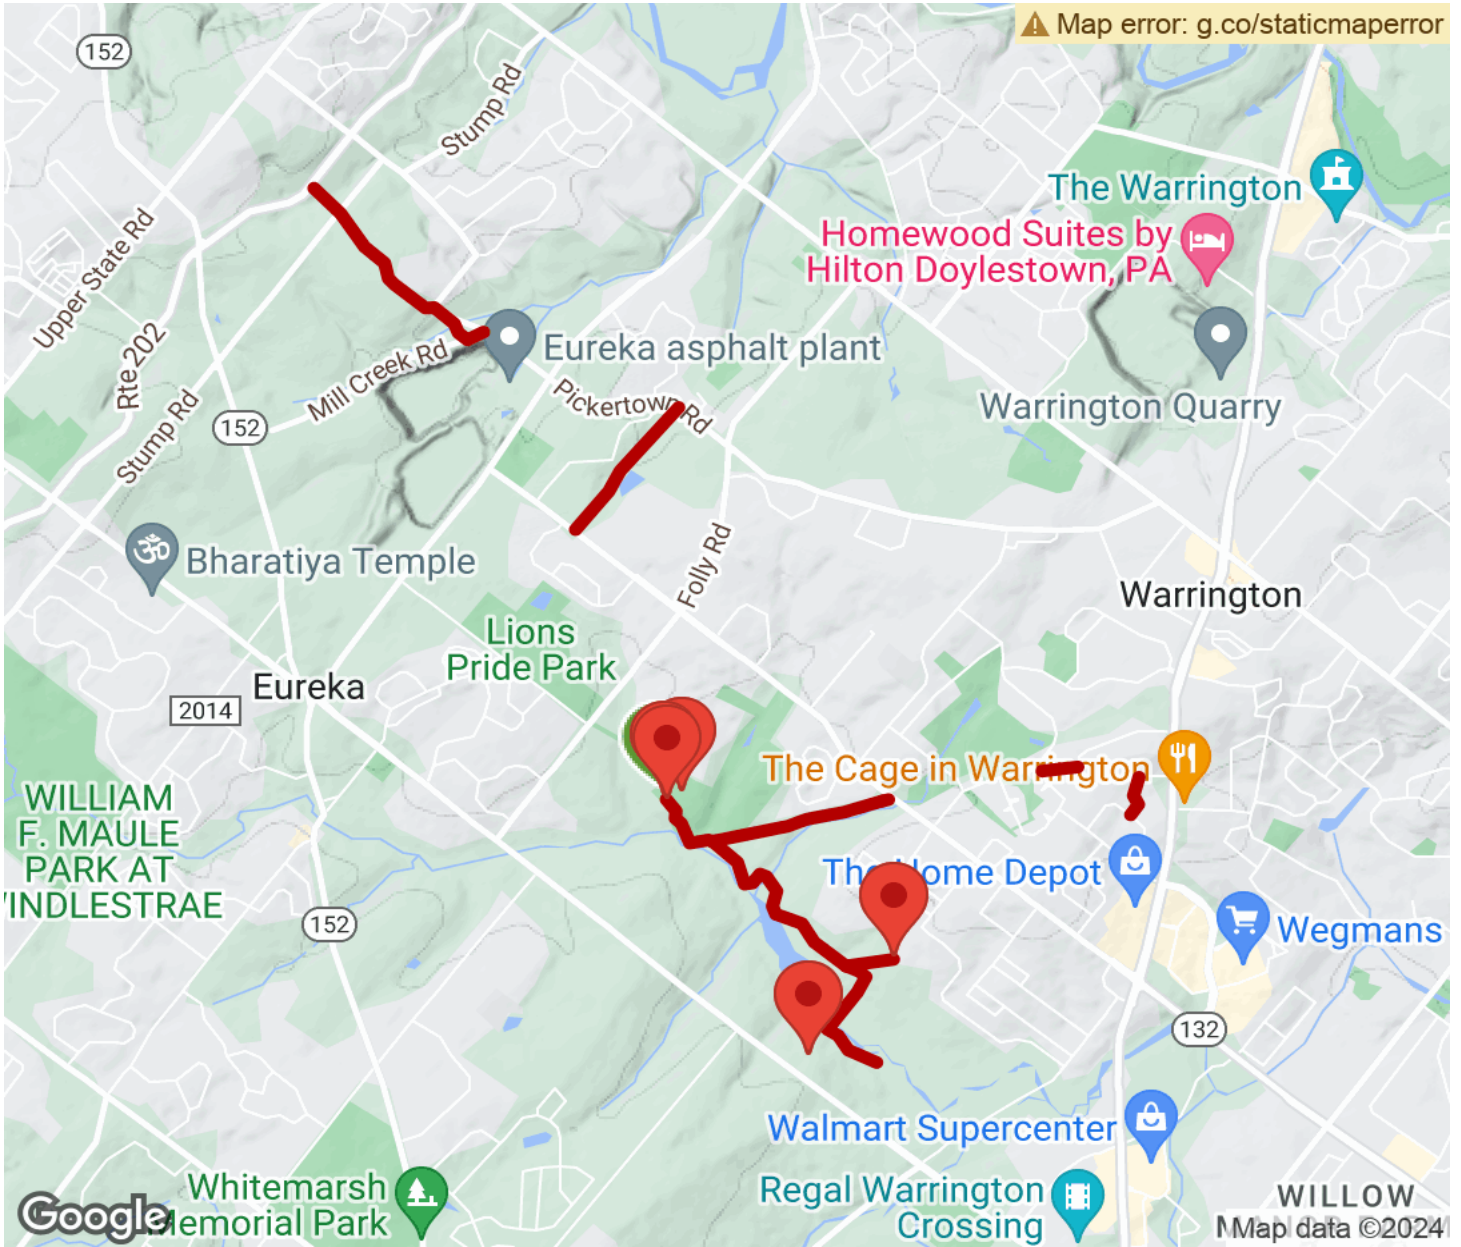 Map error: g.co/staticmaperror
152
Stump Rd
The Warrington
Homewood Suites by
Hilton Doylestown, PA
Upper State Rd
Rte 202
Mill Creek Rd
Eureka asphalt plant
Pickertown Rd
Warrington Quarry
Stump Rd
152
Bharatiya Temple
Folly Rd
Warrington
Lions
Pride Park
Eureka
2014
The Cage in Warrington
WILLIAM
F. MAULE
PARK AT
INDLESTRAE
The Home Depot
152
Wegmans
132
Walmart Supercenter
Whitemarsh
Memorial Park
Regal Warrington
Crossing
WILLOW
Google
Map data ©2024